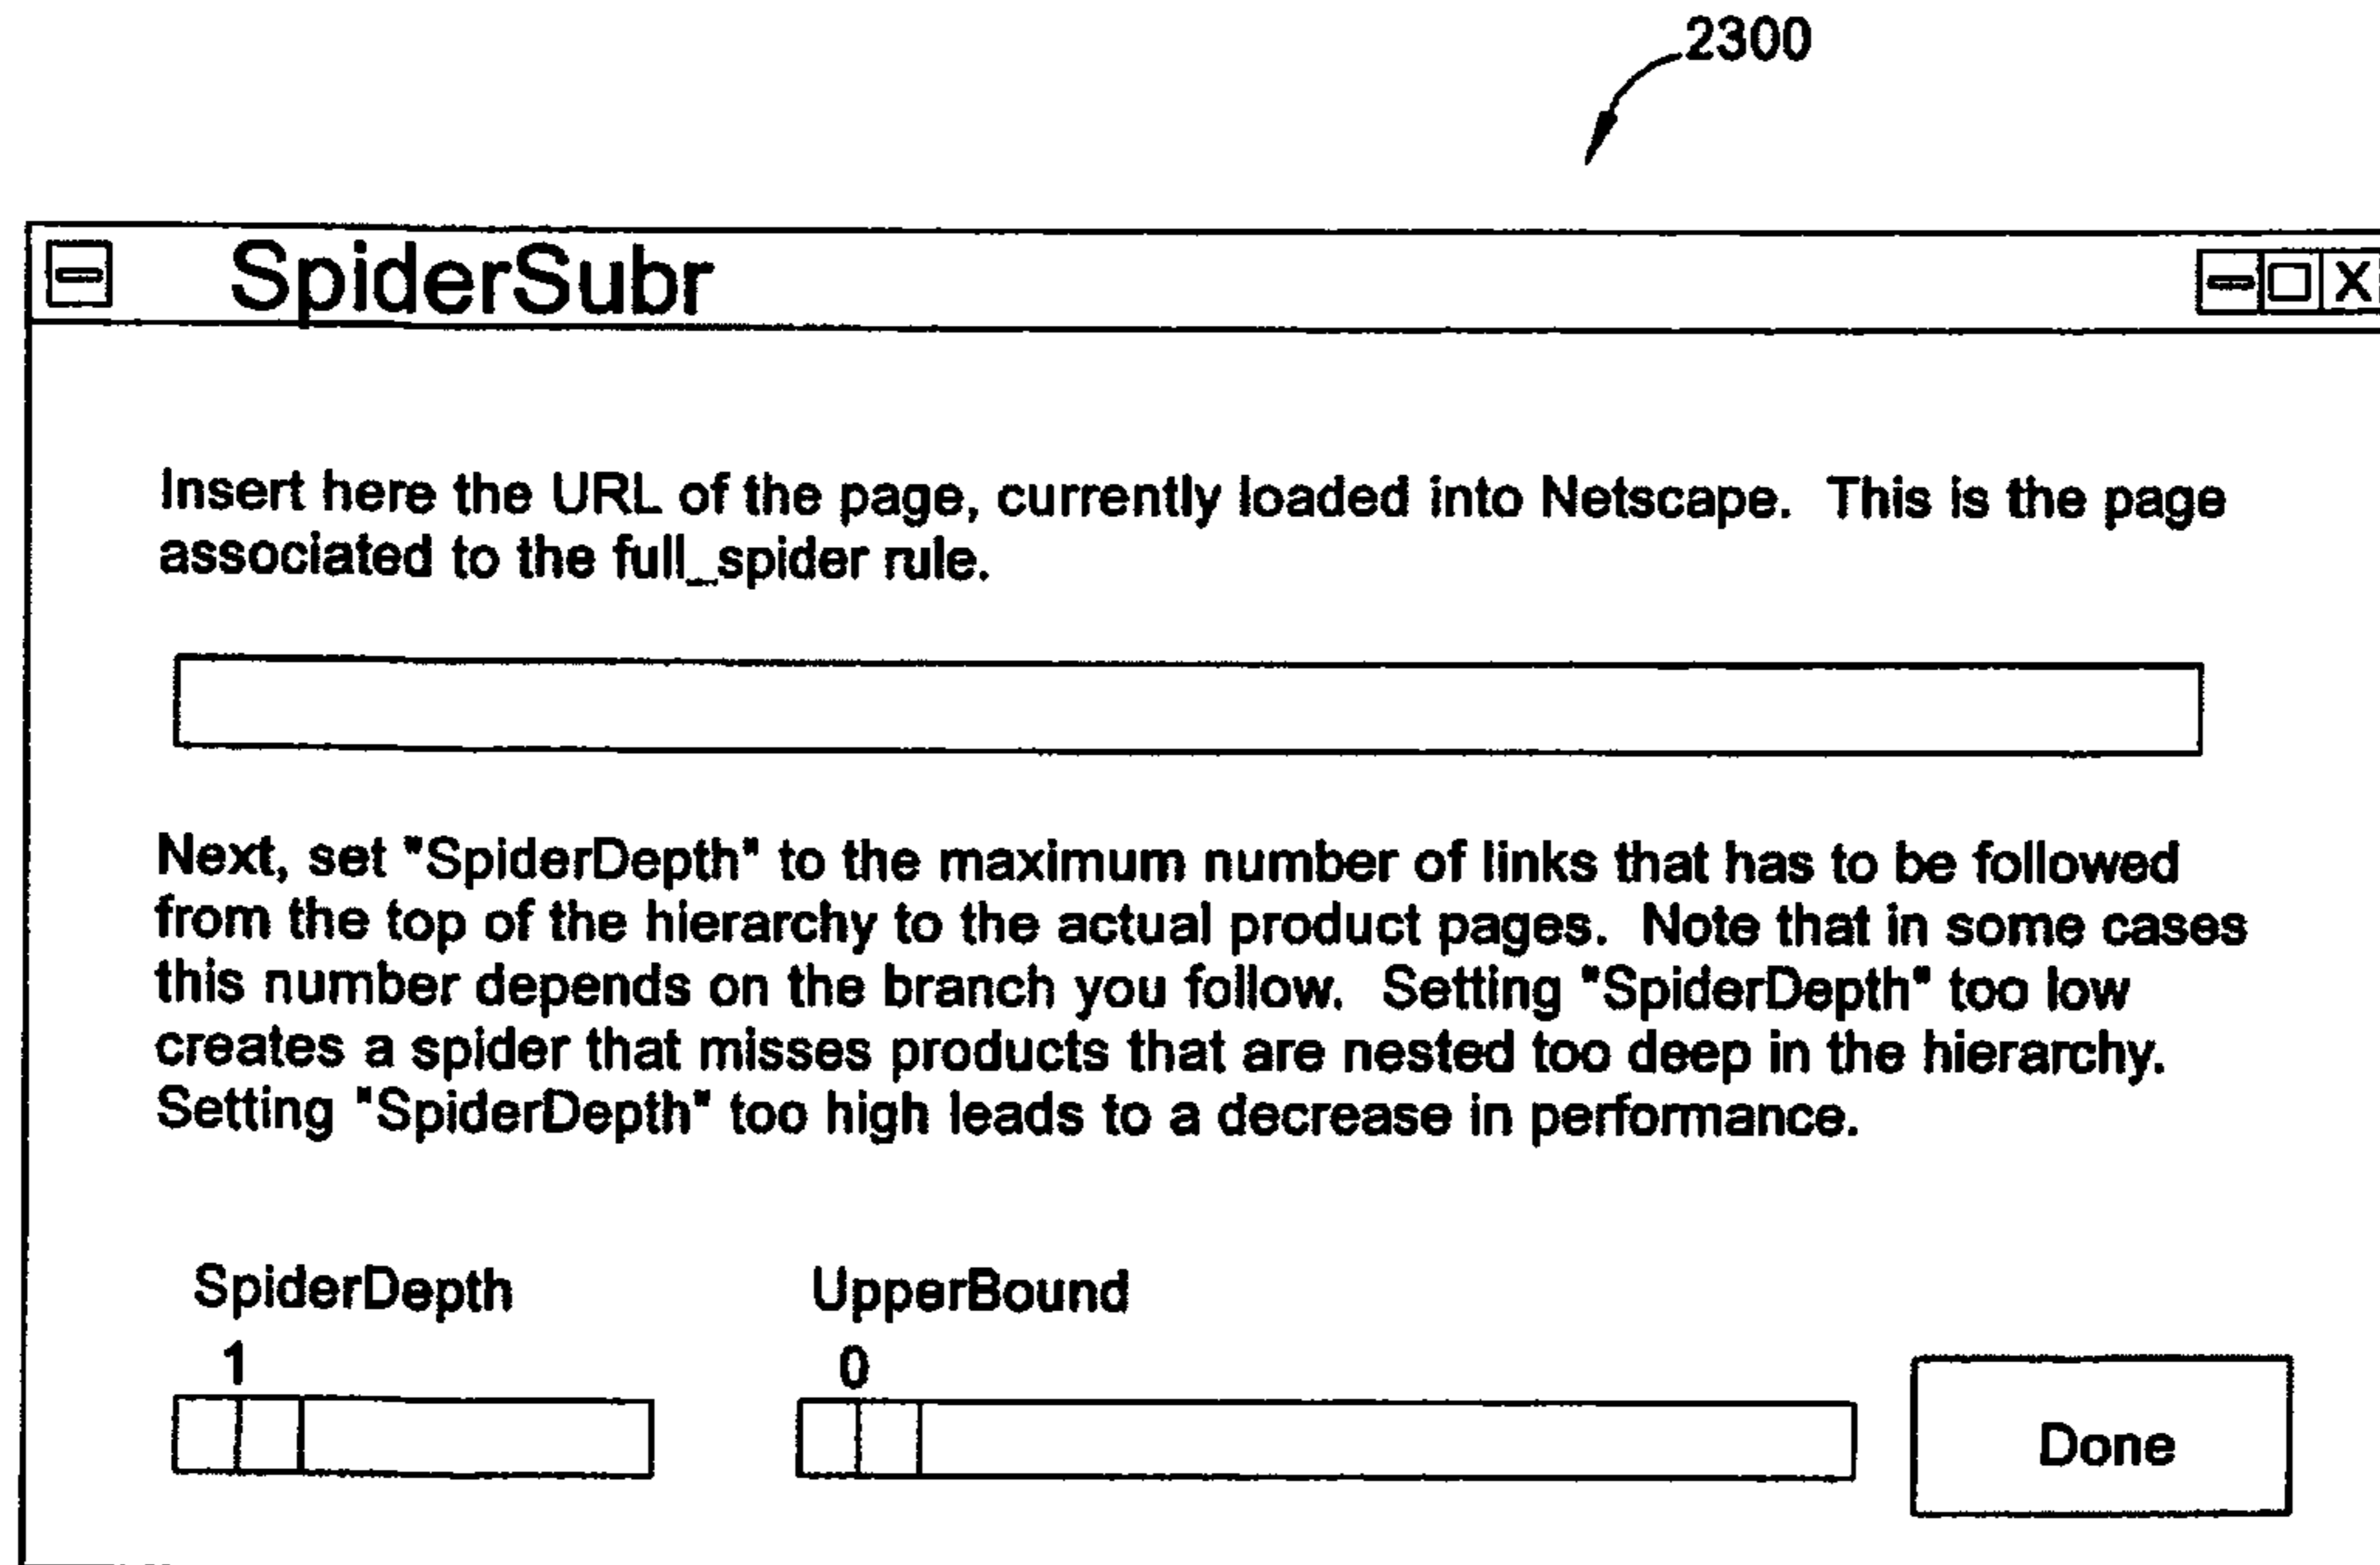 2300
SpiderSubr
X
Insert here the URL of the page, currently loaded into Netscape. This is the page
associated to the full_spider rule.
Next, set "SpiderDepth" to the maximum number of links that has to be followed
from the top of the hierarchy to the actual product pages. Note that in some cases
this number depends on the branch you follow. Setting "SpiderDepth" too low
creates a spider that misses products that are nested too deep in the hierarchy.
Setting "SpiderDepth" too high leads to a decrease in performance.
SpiderDepth UpperBound
1 0
Done